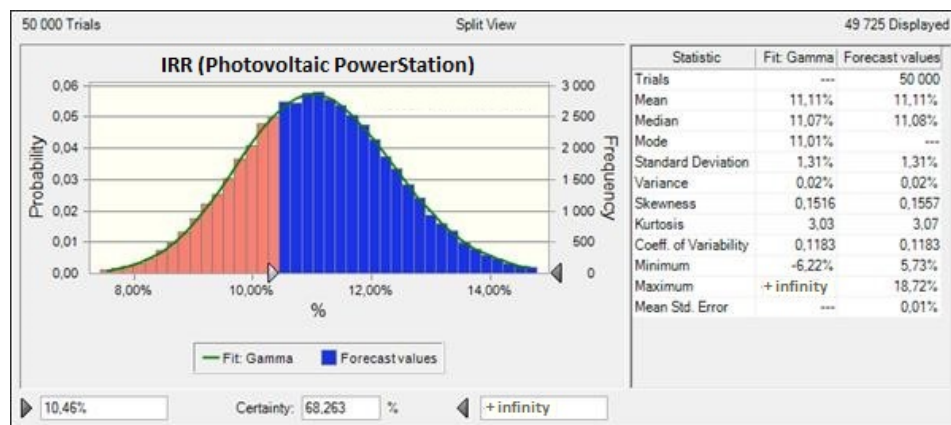 50 000 Trials Split View 49 725 Displayed
IRR (Photovoltaic PowerStation)
0,06
0,05
0,04
0,03
0,02
0,01
0,00
Probability
3 000
2 500
2 000
1 500
1 000
500
0
Frequency
8,00% 10,00% 12,00% 14,00%
%
Fit: Gamma Forecast values
Statistic Fit: Gamma Forecast values
Trials --- 50 000
Mean 11,11% 11,11%
Median 11,07% 11,08%
Mode 11,01% ---
Standard Deviation 1,31% 1,31%
Variance 0,02% 0,02%
Skewness 0,1516 0,1557
Kurtosis 3,03 3,07
Coeff. of Variability 0,1183 0,1183
Minimum -6,22% 5,73%
Maximum + infinity 18,72%
Mean Std. Error --- 0,01%
10,46% Certainty: 68,263 % + infinity